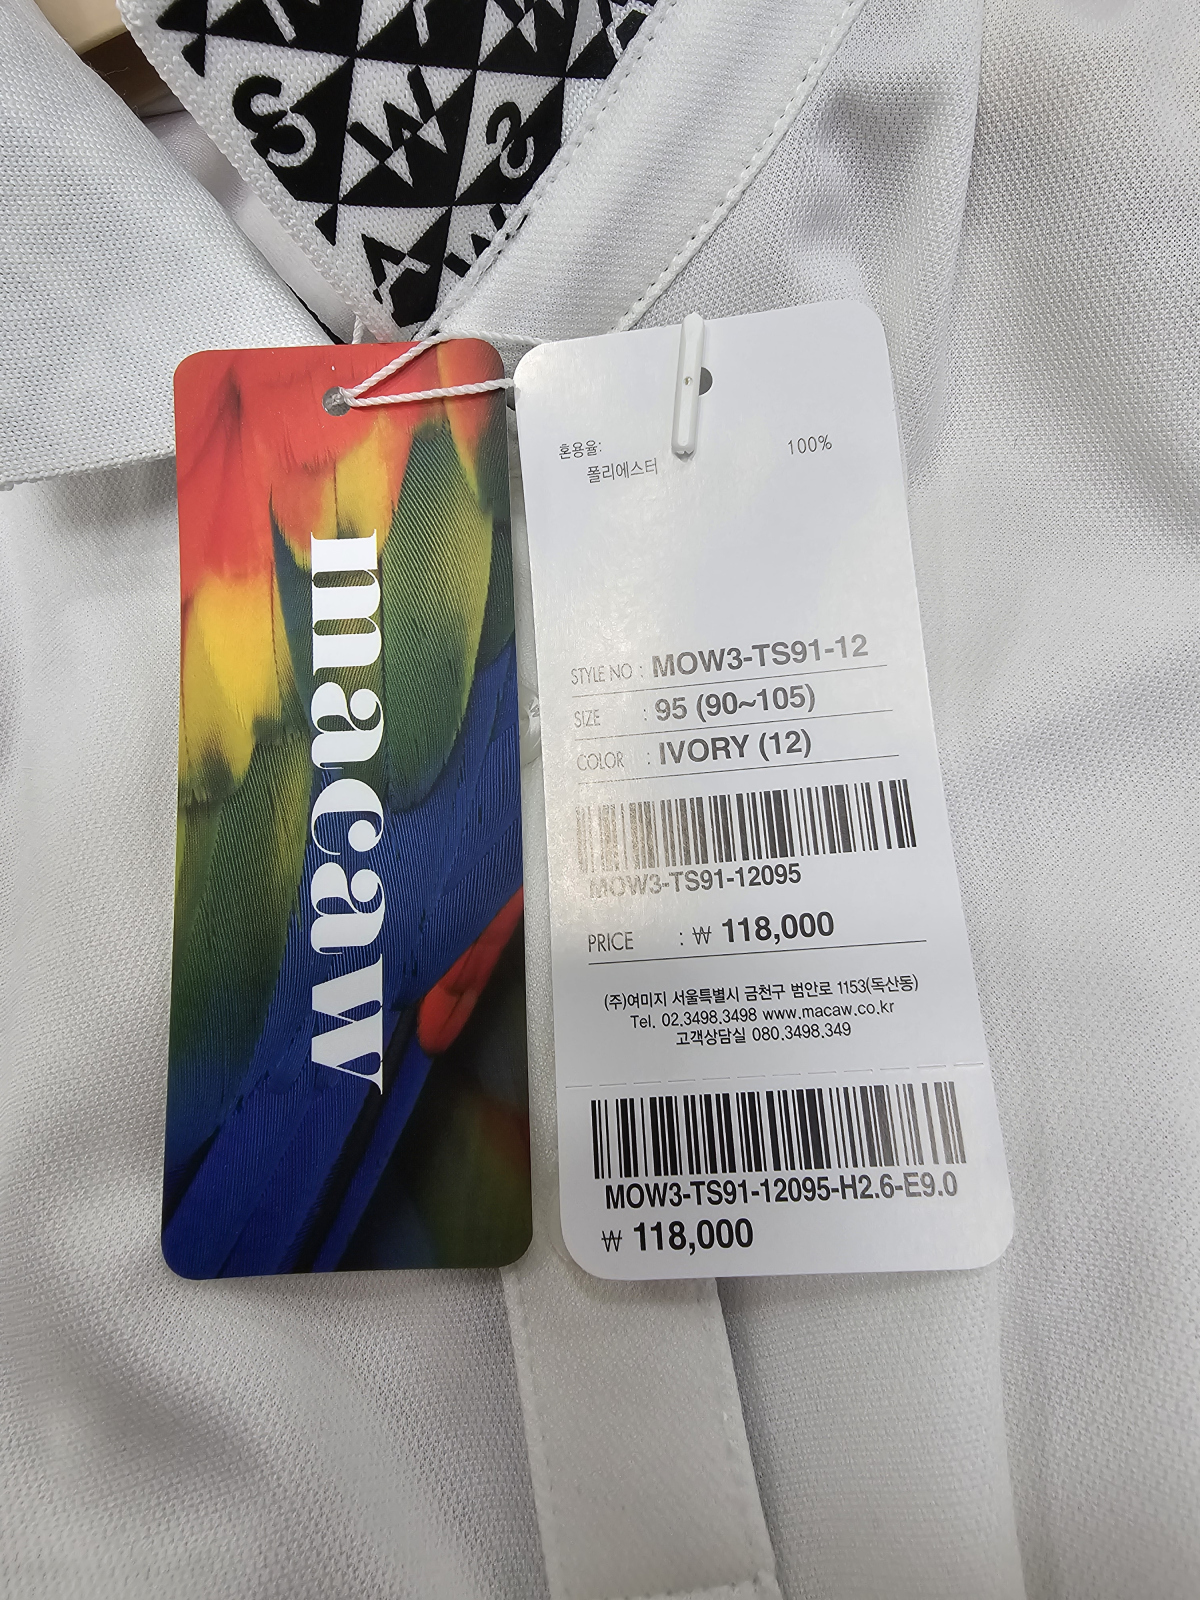 macaw
혼용율:
폴리에스터 100%
STYLE NO : MOW3-TS91-12
SIZE : 95 (90~105)
COLOR : IVORY (12)
MOW3-TS91-12095
PRICE : ₩ 118,000
(주)여미지 서울특별시 금천구 범안로 1153(독산동)
Tel. 02.3498.3498 www.macaw.co.kr
고객상담실 080.3498.349
MOW3-TS91-12095-H2.6-E9.0
₩ 118,000